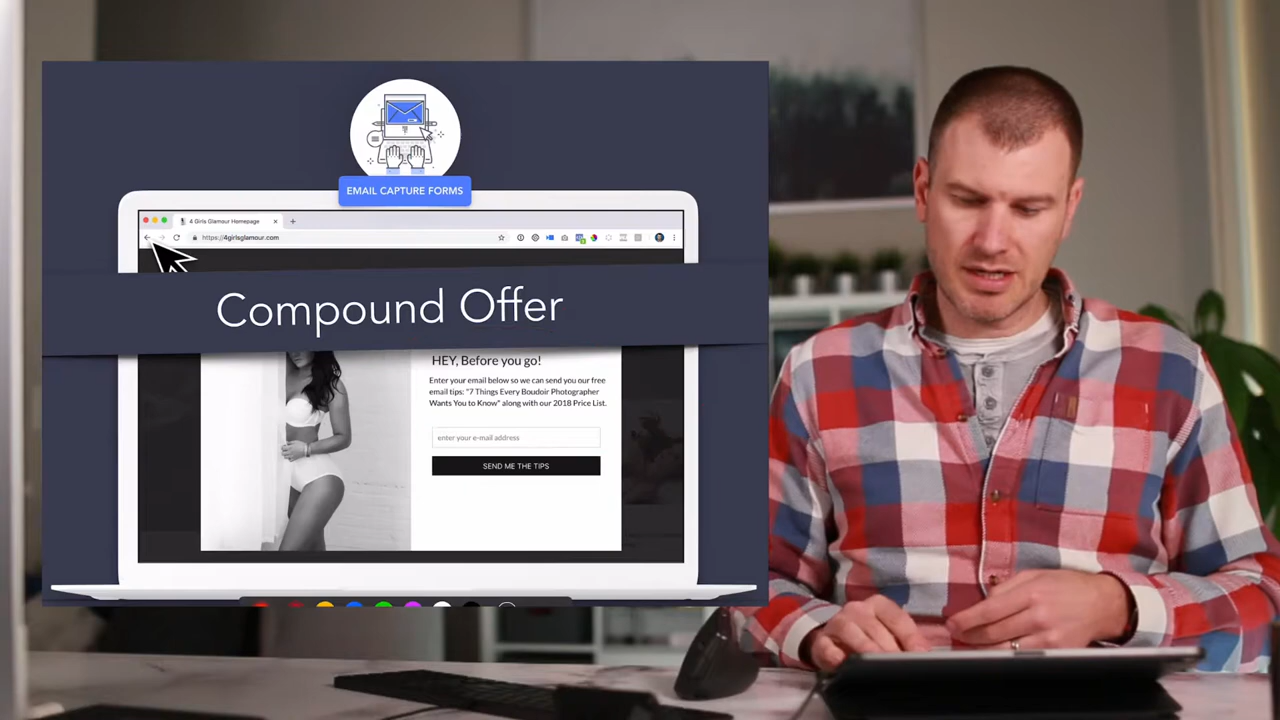 EMAIL CAPTURE FORMS
4 Girls Glamour Homepage
https://4girlsglamour.com
Compound Offer
HEY, Before you go!
Enter your email below so we can send you our free
email tips: "7 Things Every Boudoir Photographer
Wants You to Know" along with our 2018 Price List.
enter your e-mail address
SEND ME THE TIPS